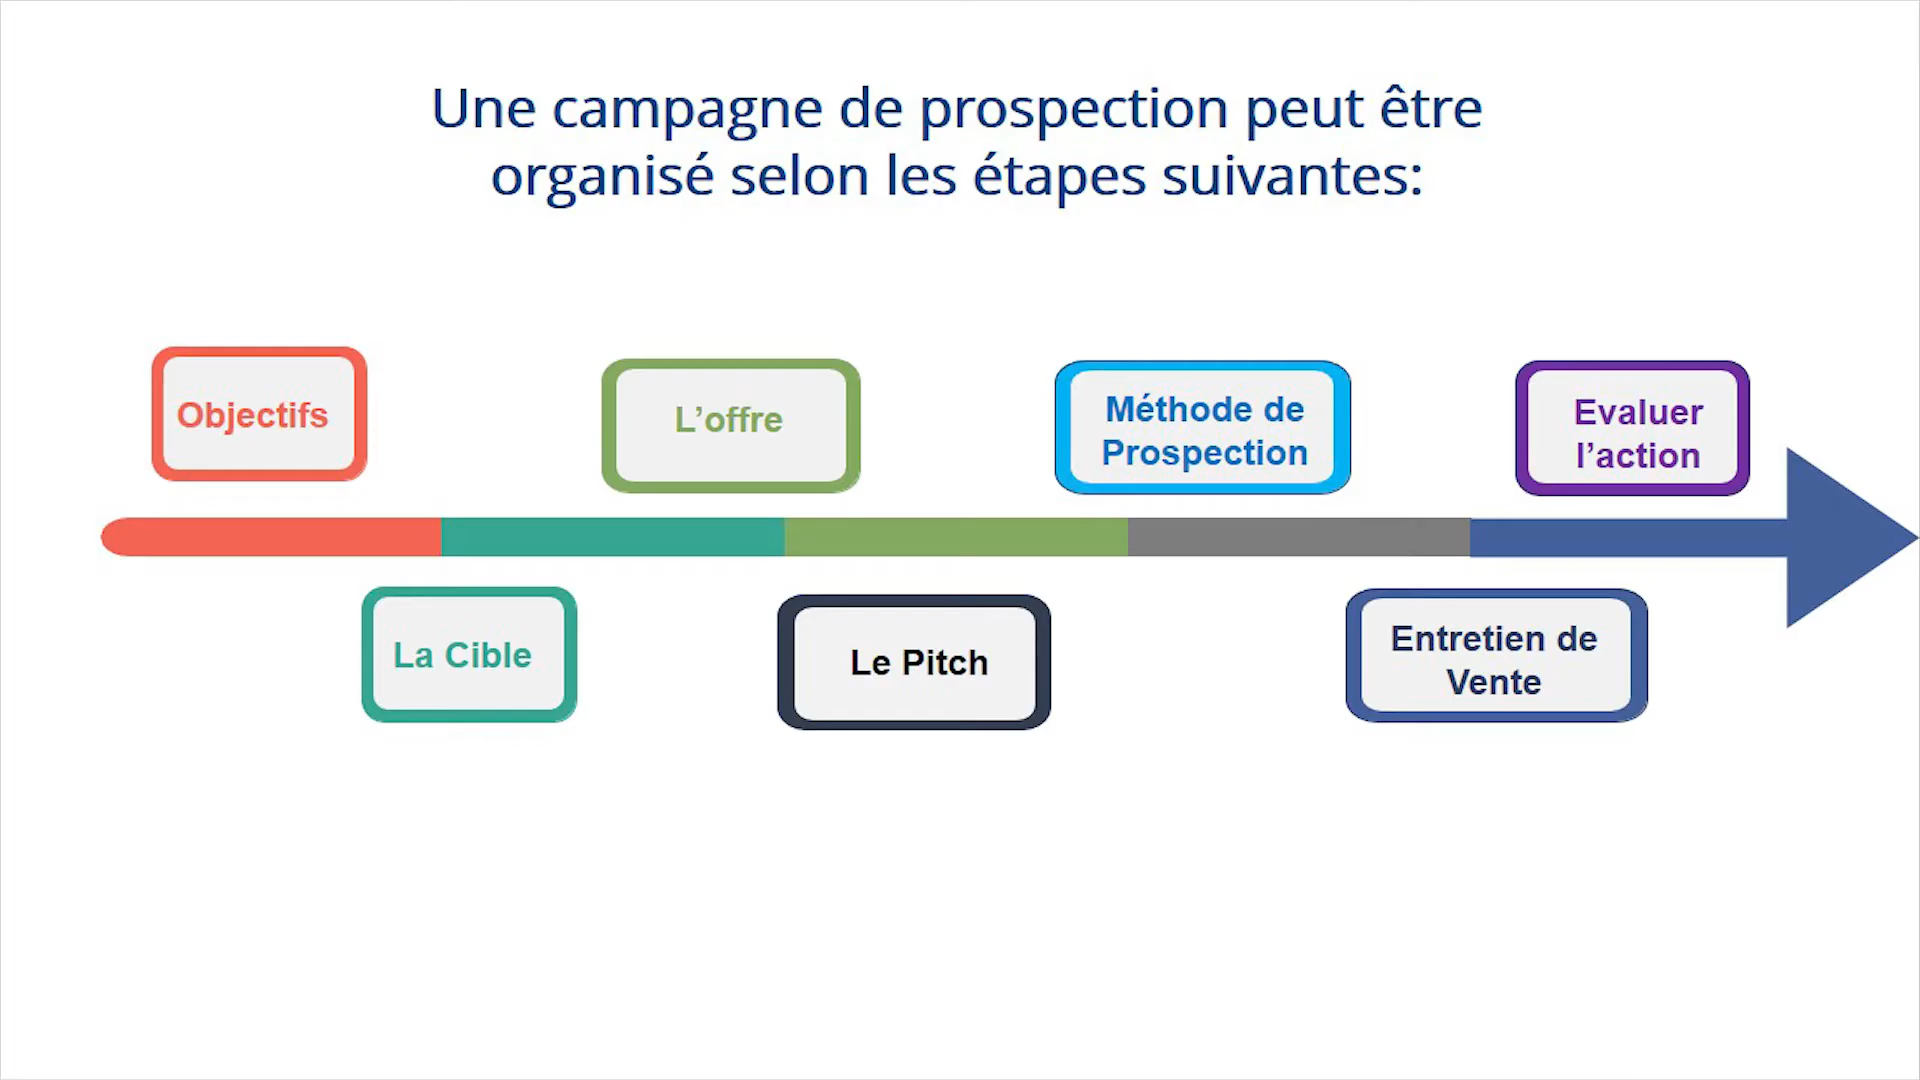 Une campagne de prospection peut être
organisé selon les étapes suivantes:
Objectifs
La Cible
L’offre
Le Pitch
Méthode de
Prospection
Entretien de
Vente
Evaluer
l’action